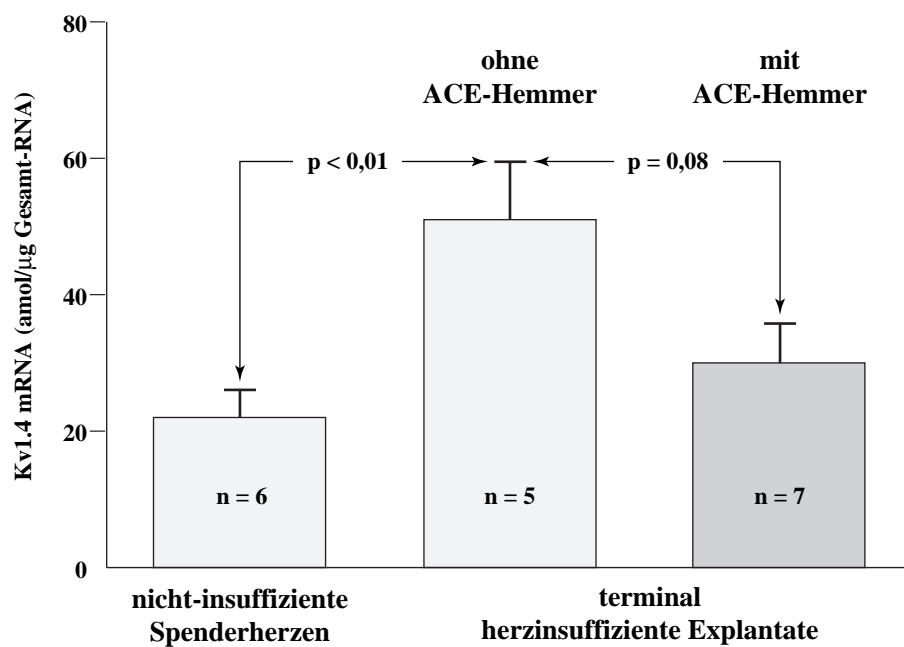 80
60
40
20
0
Kv1.4 mRNA (amol/µg Gesamt-RNA)
ohne
ACE-Hemmer
mit
ACE-Hemmer
p < 0,01
p = 0,08
n = 6
n = 5
n = 7
nicht-insuffiziente
Spenderherzen
terminal
herzinsuffiziente Explantate